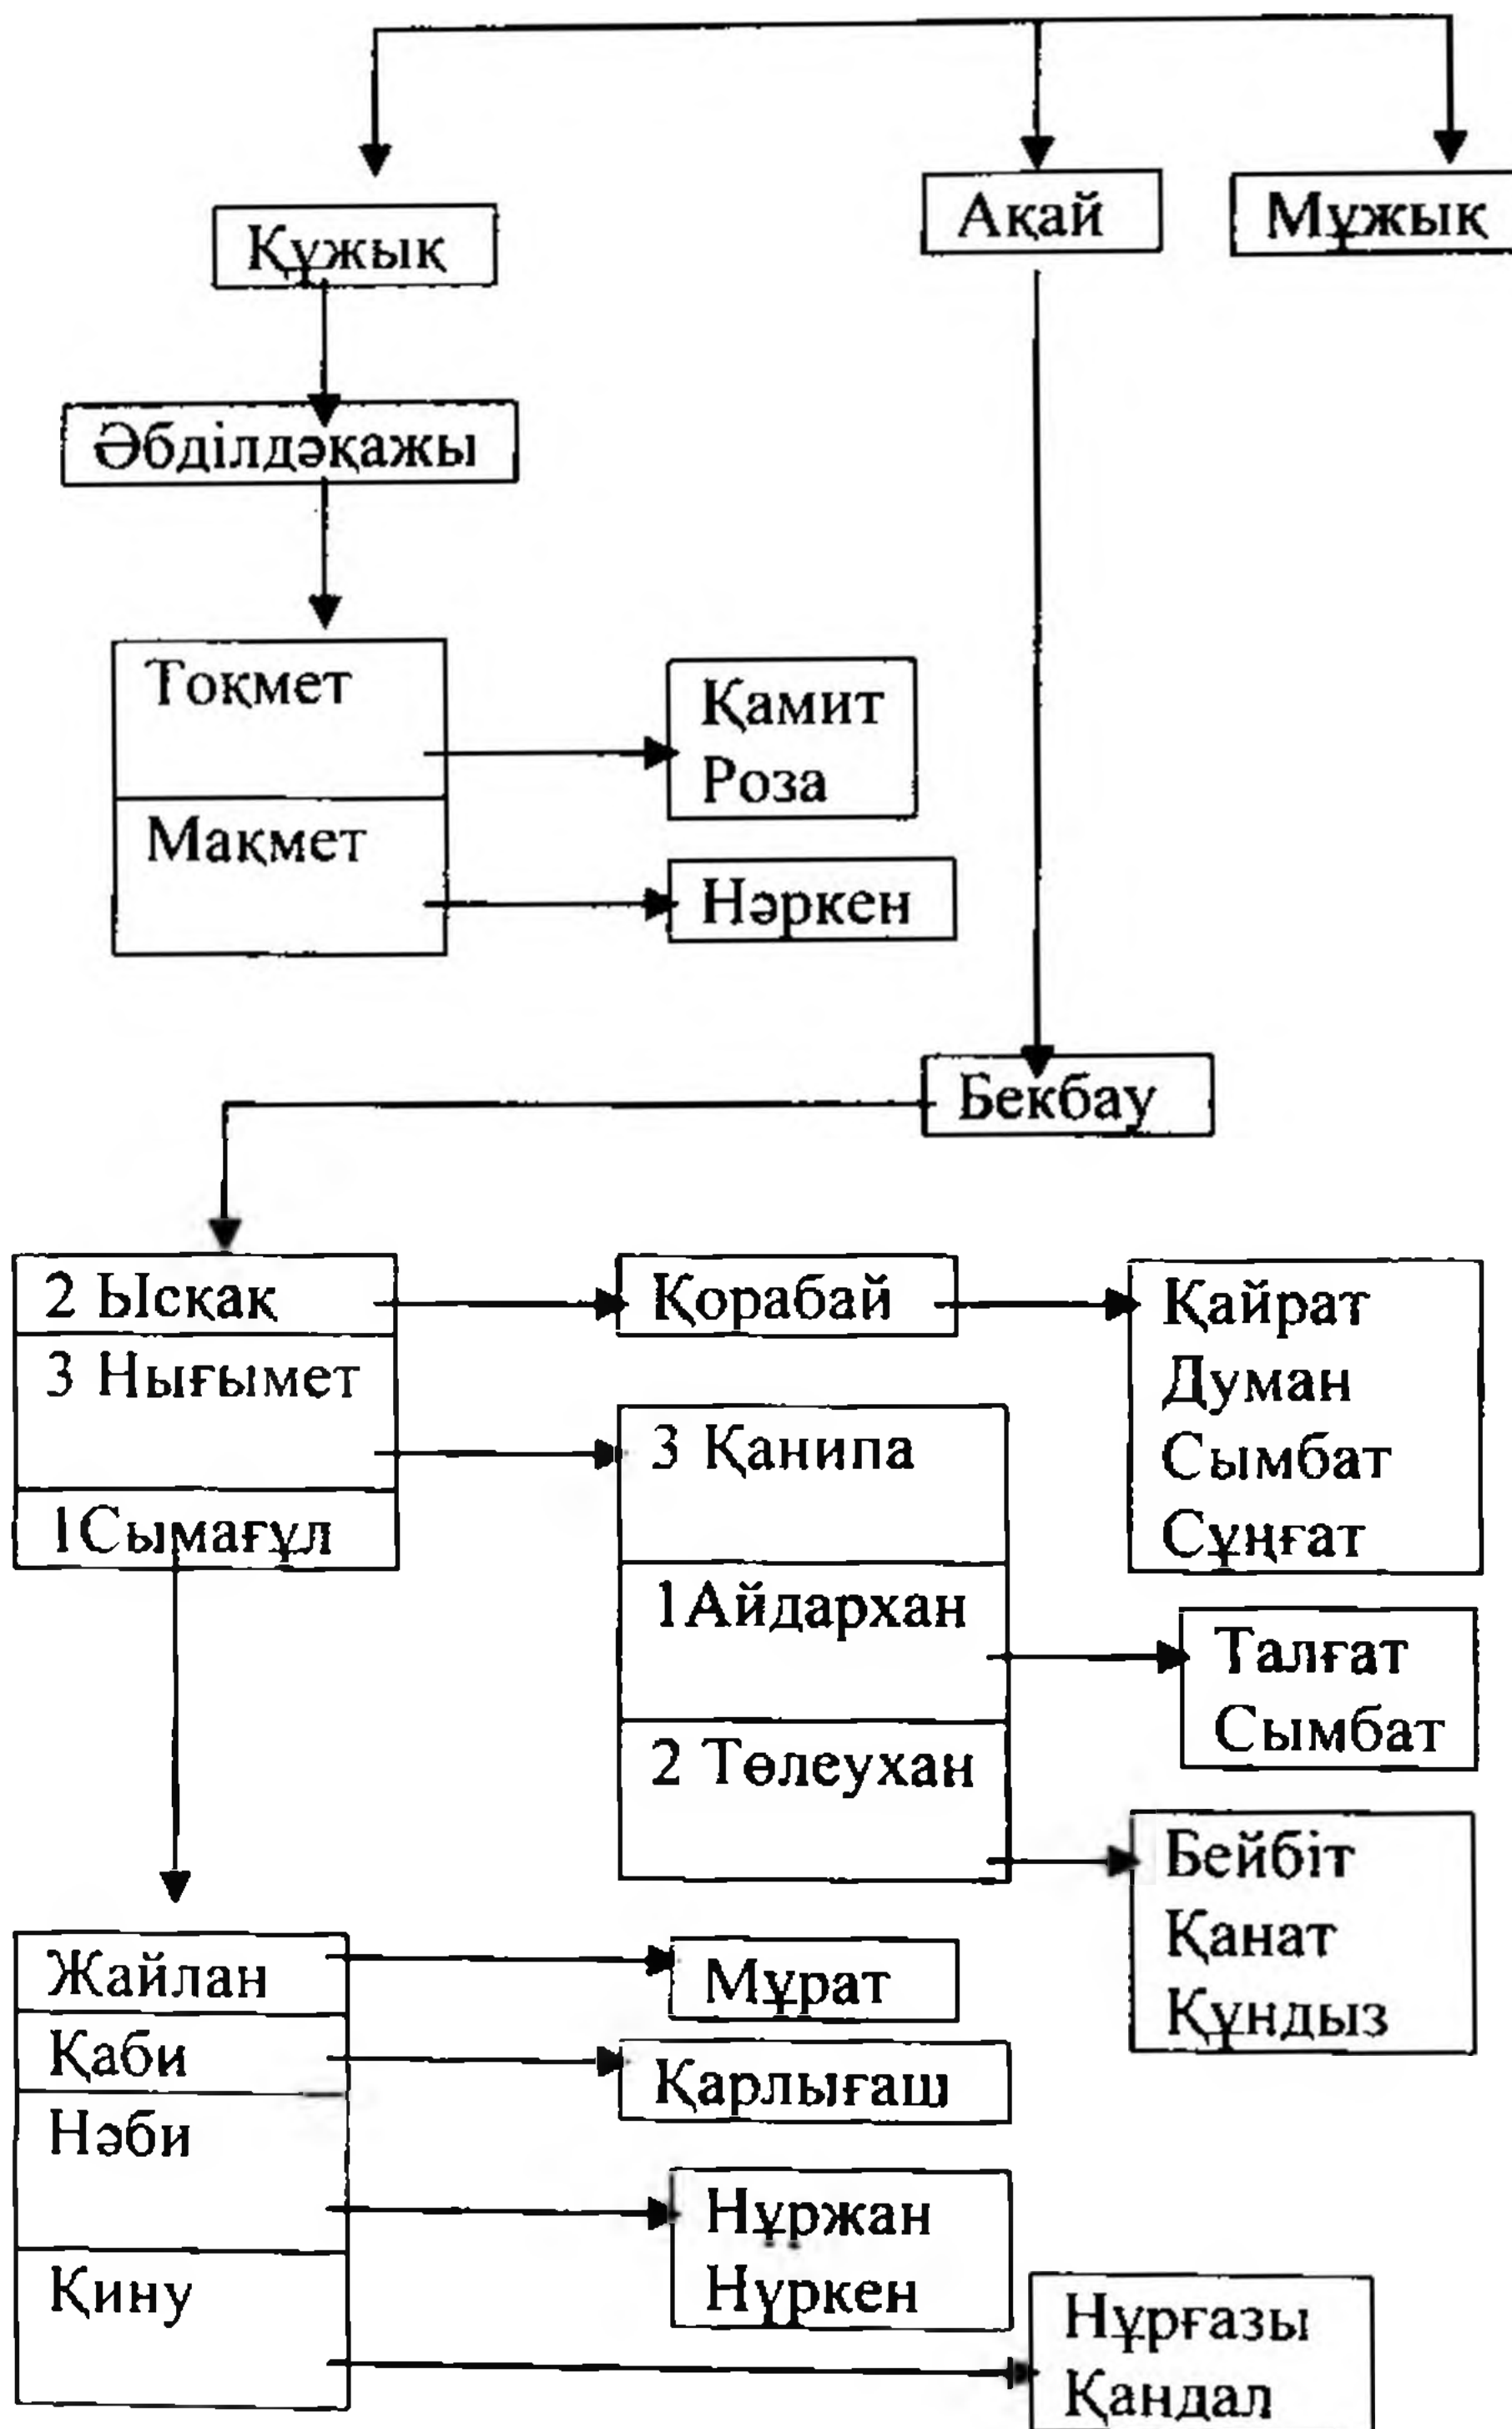 Құжық
Ақай
Мұжық
Әбділдәқажы
Тоқмет
Мақмет
Қамит
Роза
Нәркен
Бекбау
2 Ысқақ
3 Нығымет
1Сымағұл
Қорабай
Қайрат
Думан
Сымбат
Сұңғат
3 Қанипа
1Айдархан
2 Төлеухан
Талғат
Сымбат
Бейбіт
Қанат
Құндыз
Жайлан
Қаби
Нәби
Қину
Мұрат
Қарлығаш
Нұржан
Нүркен
Нұрғазы
Қандал